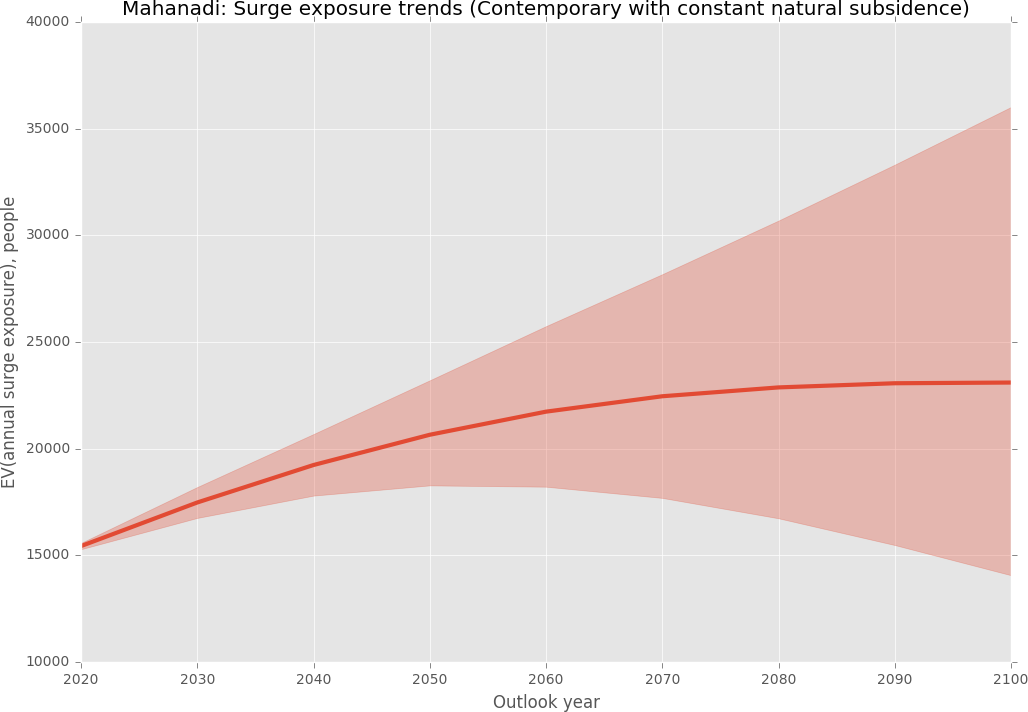 Mahanadi: Surge exposure trends (Contemporary with constant natural subsidence)
40000
35000
30000
25000
20000
15000
10000
EV(annual surge exposure), people
2020 2030 2040 2050 2060 2070 2080 2090 2100
Outlook year